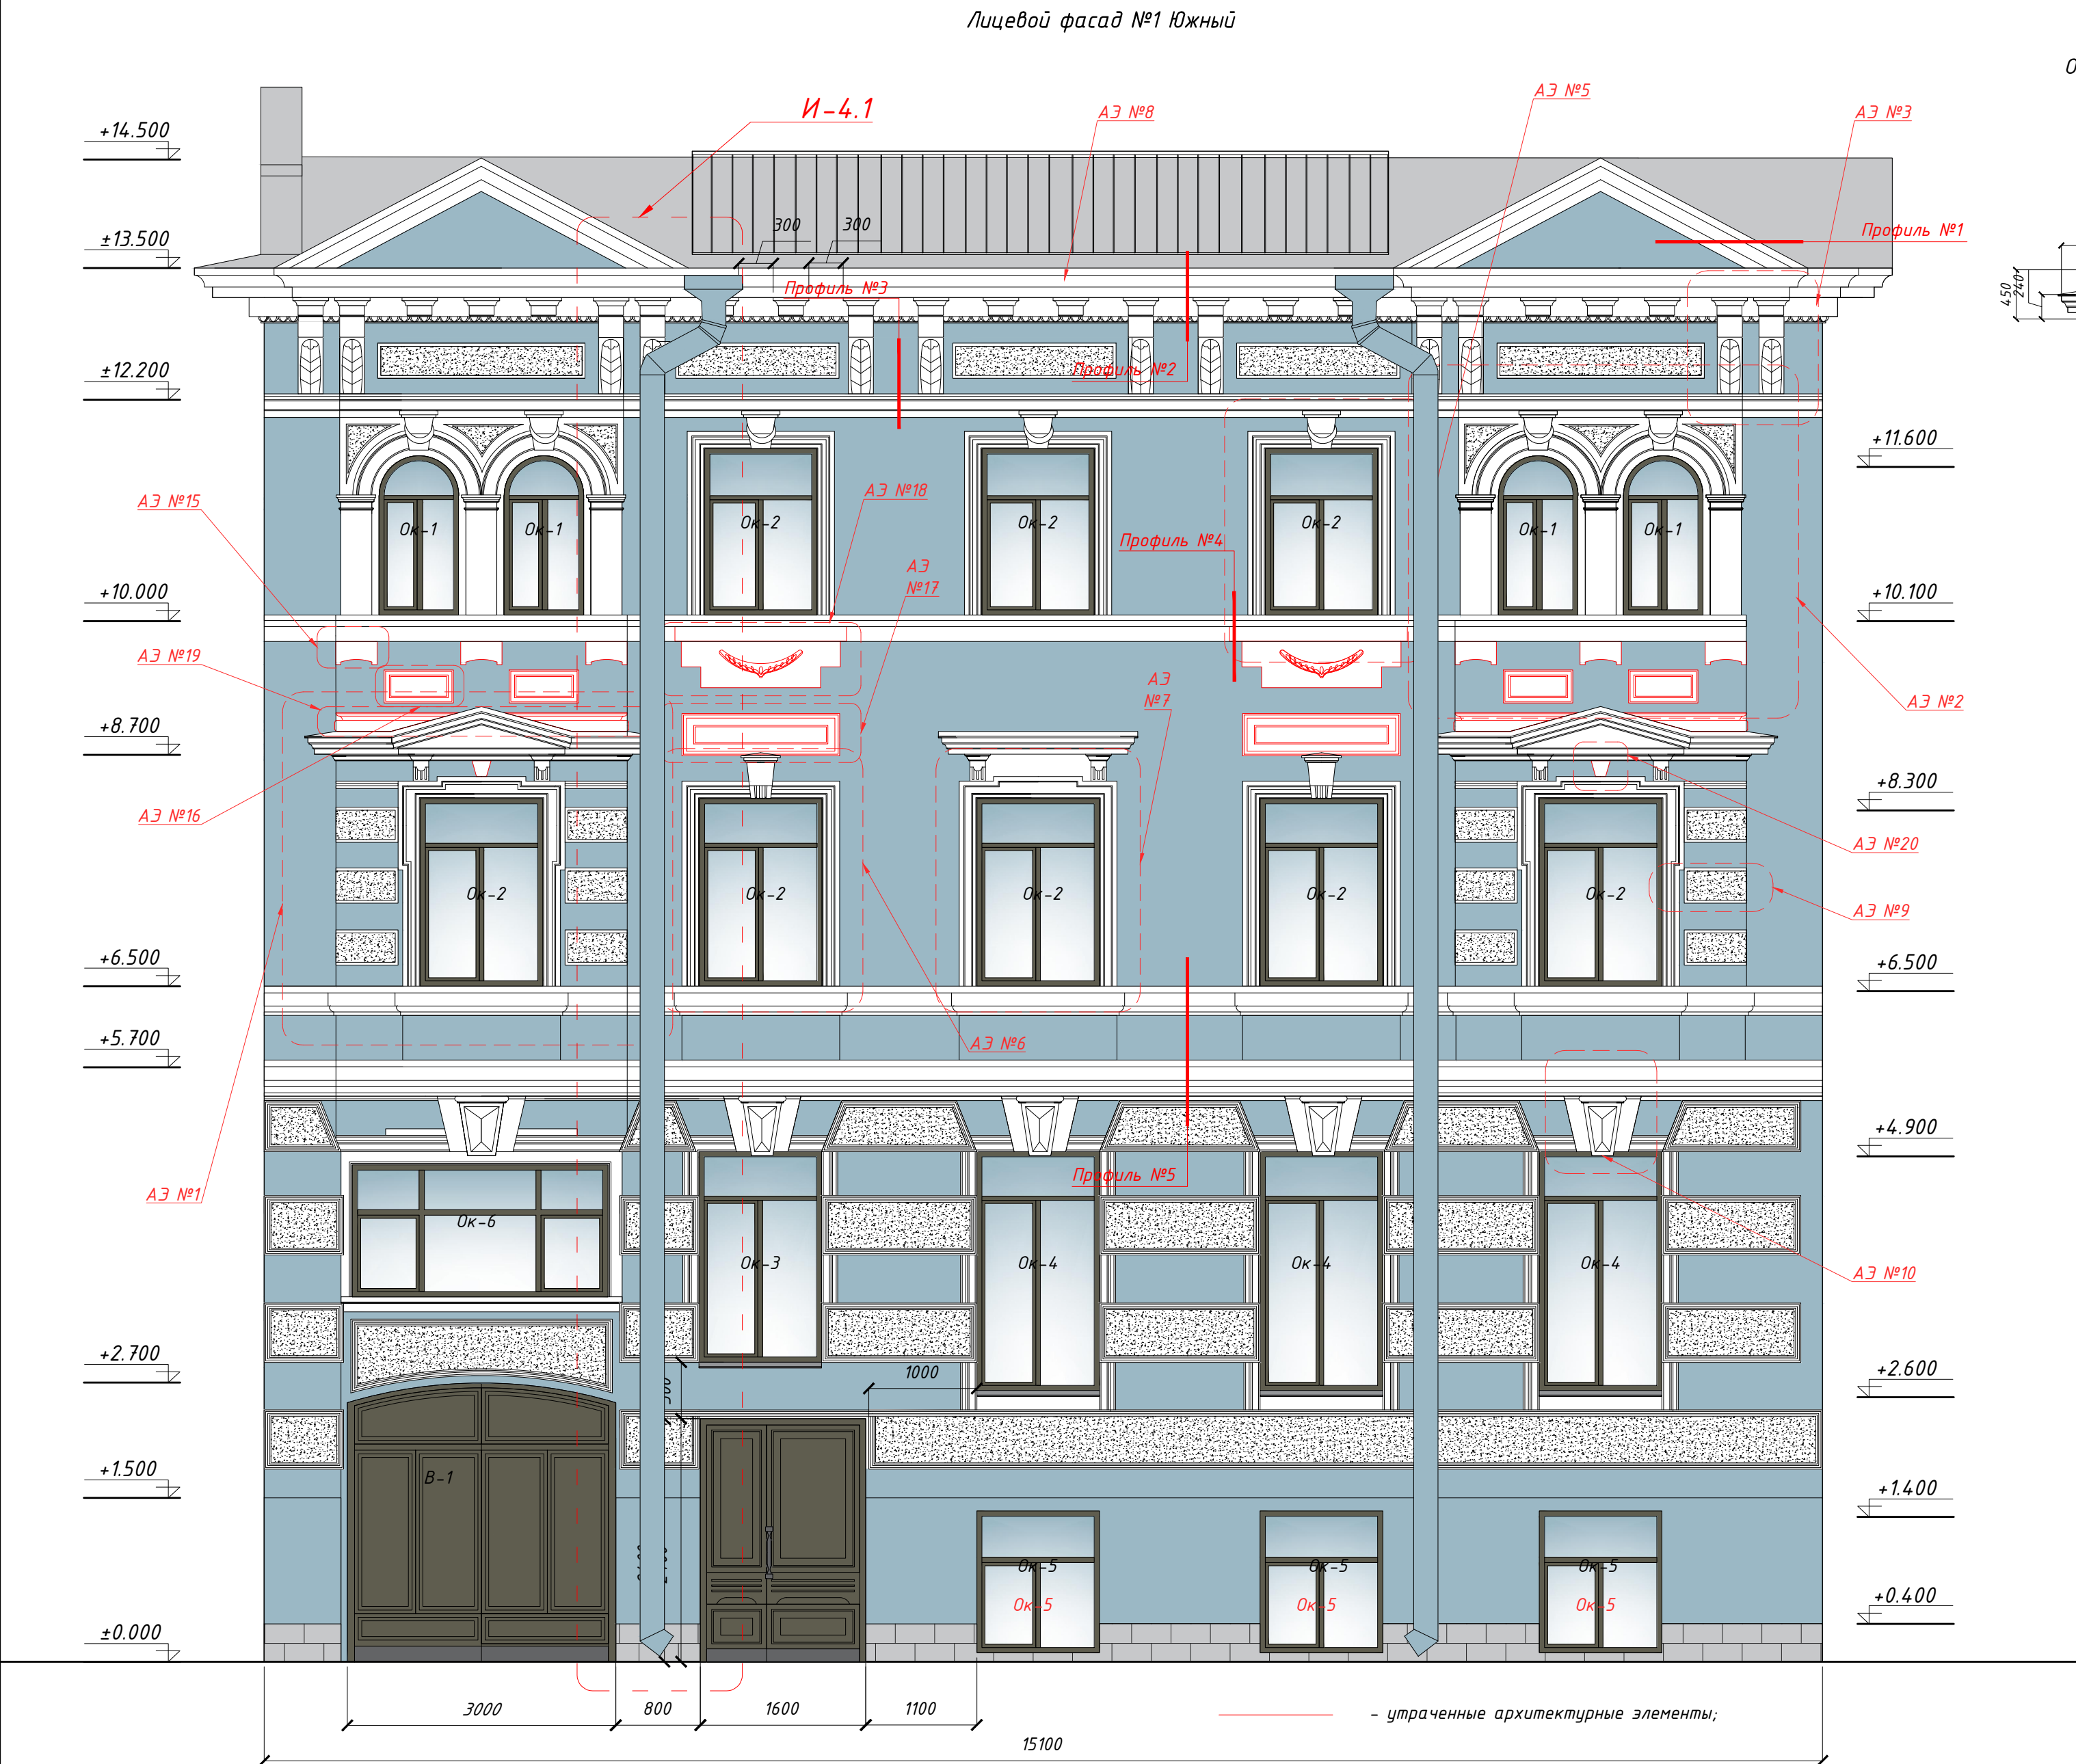 Лицевой фасад №1 Южный
И-4.1
АЭ №8
АЭ №5
АЭ №3
+14.500
±13.500
±12.200
+10.000
+8.700
+6.500
+5.700
+2.700
+1.500
±0.000
300
300
Профиль №1
Профиль №3
Профиль №2
450
240
+11.600
+10.100
+8.300
+6.500
+4.900
+2.600
+1.400
+0.400
АЭ №15
Ок-1
Ок-1
Ок-2
Ок-2
Ок-2
Ок-1
Ок-1
АЭ №18
Профиль №4
АЭ
№17
АЭ №19
АЭ
№7
АЭ №2
АЭ №16
АЭ №20
Ок-2
Ок-2
Ок-2
Ок-2
Ок-2
АЭ №9
АЭ №6
АЭ №1
Профиль №5
Ок-6
Ок-3
Ок-4
Ок-4
Ок-4
АЭ №10
1000
В-1
Ок-5
Ок-5
Ок-5
Ок-5
Ок-5
Ок-5
3000
800
1600
1100
- утраченные архитектурные элементы;
15100